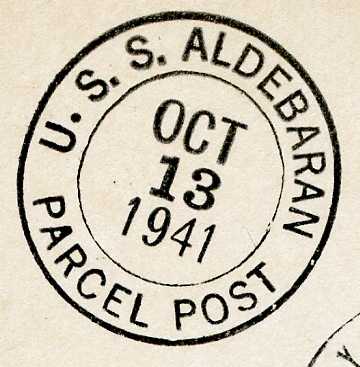 U. S. S. ALDEBARAN
OCT
13
1941
PARCEL POST